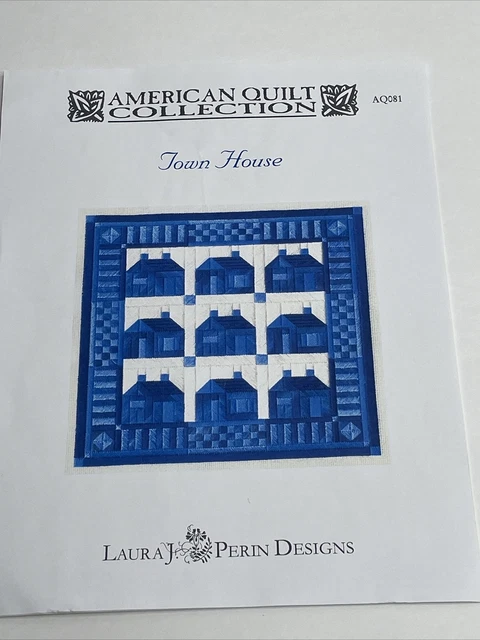 AMERICAN QUILT
COLLECTION
AQ081
Town House
LAURA J. PERIN DESIGNS